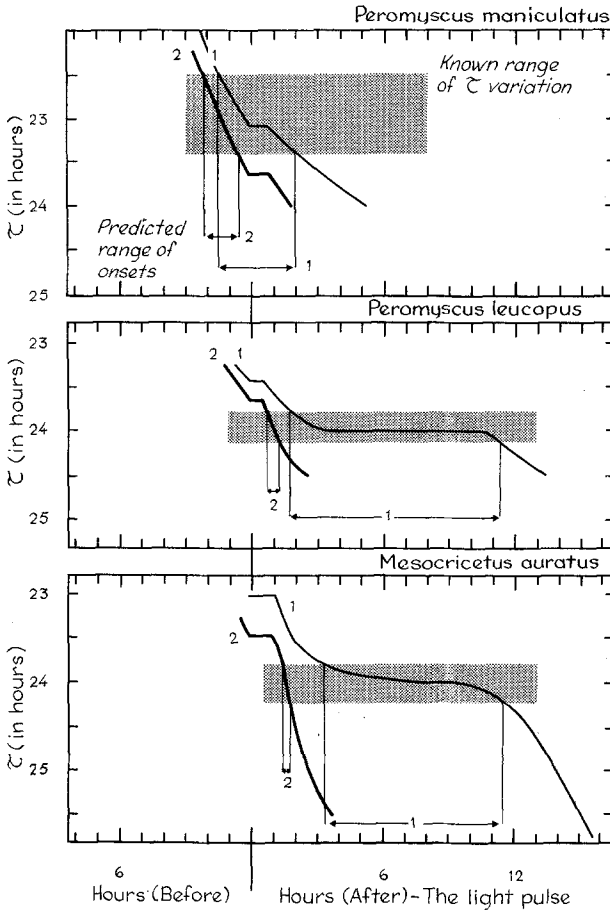 Peromyscus maniculatus
2
1
Known range
of τ variation
23
24
25
τ (in hours)
Predicted
range of
onsets
2
1
Peromyscus leucopus
2
1
23
24
25
τ (in hours)
2
1
Mesocricetus auratus
1
2
23
24
25
τ (in hours)
2
1
6
6
12
Hours (Before)
Hours (After) - The light pulse